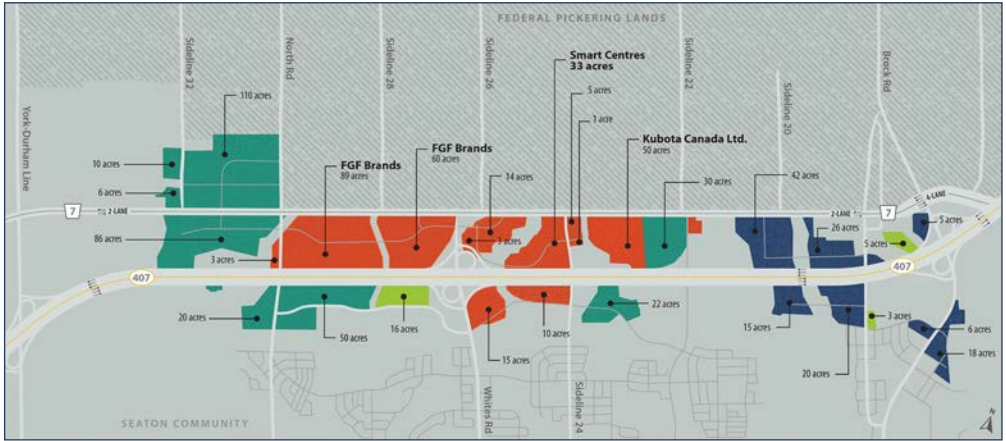 FEDERAL PICKERING LANDS
York-Durham Line
Sideline 32
North Rd
Sideline 28
Sideline 26
Sideline 22
Sideline 20
Brock Rd
Smart Centres
33 acres
5 acres
1 acre
110 acres
10 acres
6 acres
86 acres
3 acres
FGF Brands
89 acres
FGF Brands
60 acres
14 acres
3 acres
Kubota Canada Ltd.
50 acres
30 acres
42 acres
26 acres
5 acres
5 acres
7
2-LANE
2-LANE
7
4-LANE
407
407
20 acres
50 acres
16 acres
15 acres
10 acres
22 acres
15 acres
20 acres
3 acres
6 acres
18 acres
Whites Rd
Sideline 24
SEATON COMMUNITY
N